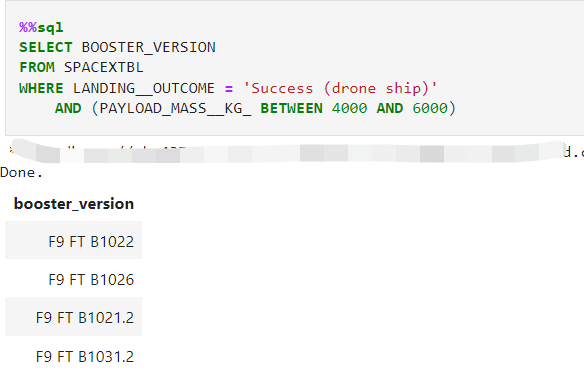 %%sql
SELECT BOOSTER_VERSION
FROM SPACEXTBL
WHERE LANDING__OUTCOME = 'Success (drone ship)'
AND (PAYLOAD_MASS__KG_ BETWEEN 4000 AND 6000)
Done.
booster_version
F9 FT B1022
F9 FT B1026
F9 FT B1021.2
F9 FT B1031.2